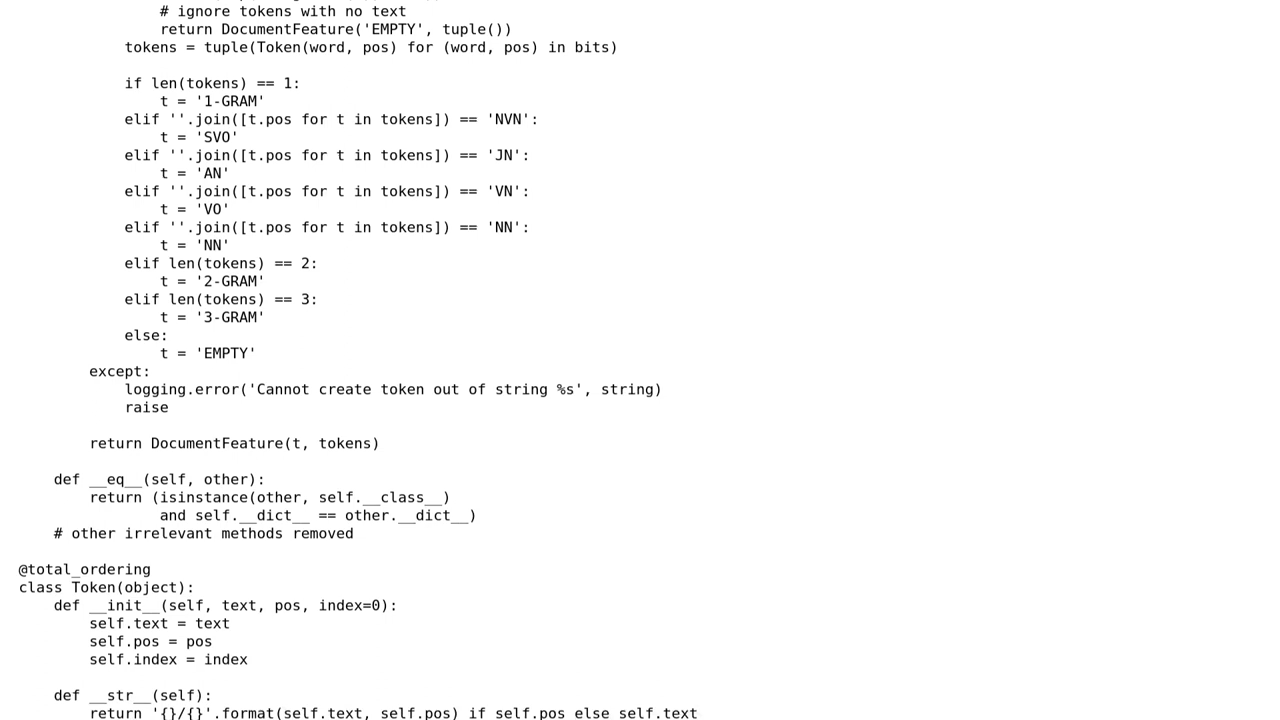 # ignore tokens with no text
return DocumentFeature('EMPTY', tuple())
tokens = tuple(Token(word, pos) for (word, pos) in bits)
if len(tokens) == 1:
t = '1-GRAM'
elif ''.join([t.pos for t in tokens]) == 'NVN':
t = 'SVO'
elif ''.join([t.pos for t in tokens]) == 'JN':
t = 'AN'
elif ''.join([t.pos for t in tokens]) == 'VN':
t = 'VO'
elif ''.join([t.pos for t in tokens]) == 'NN':
t = 'NN'
elif len(tokens) == 2:
t = '2-GRAM'
elif len(tokens) == 3:
t = '3-GRAM'
else:
t = 'EMPTY'
except:
logging.error('Cannot create token out of string %s', string)
raise
return DocumentFeature(t, tokens)
def __eq__(self, other):
return (isinstance(other, self.__class__)
and self.__dict__ == other.__dict__)
# other irrelevant methods removed
@total_ordering
class Token(object):
def __init__(self, text, pos, index=0):
self.text = text
self.pos = pos
self.index = index
def __str__(self):
return '{}/{}'.format(self.text, self.pos) if self.pos else self.text